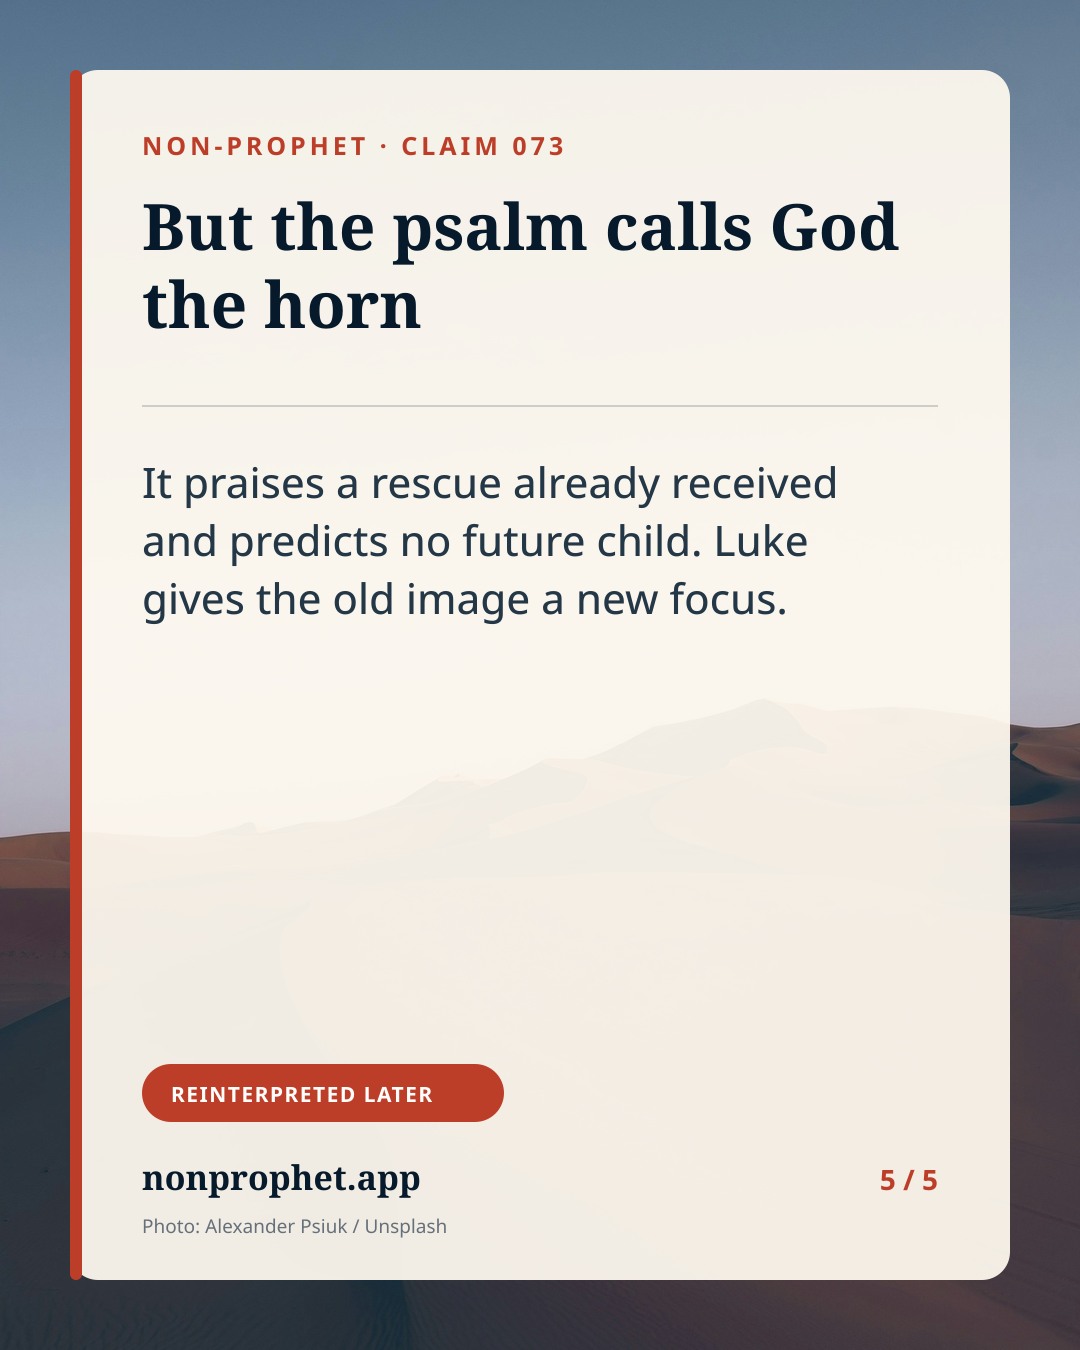 NON-PROPHET · CLAIM 073
But the psalm calls God
the horn
It praises a rescue already received
and predicts no future child. Luke
gives the old image a new focus.
REINTERPRETED LATER
nonprophet.app
5 / 5
Photo: Alexander Psiuk / Unsplash